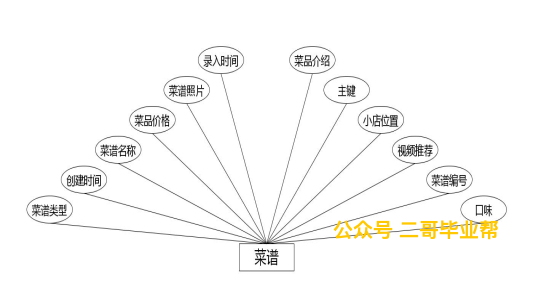 录入时间
菜品介绍
菜谱照片
主键
菜品价格
小店位置
菜谱名称
视频推荐
创建时间
菜谱编号
菜谱类型
口味
公众号 二哥毕业帮
菜谱